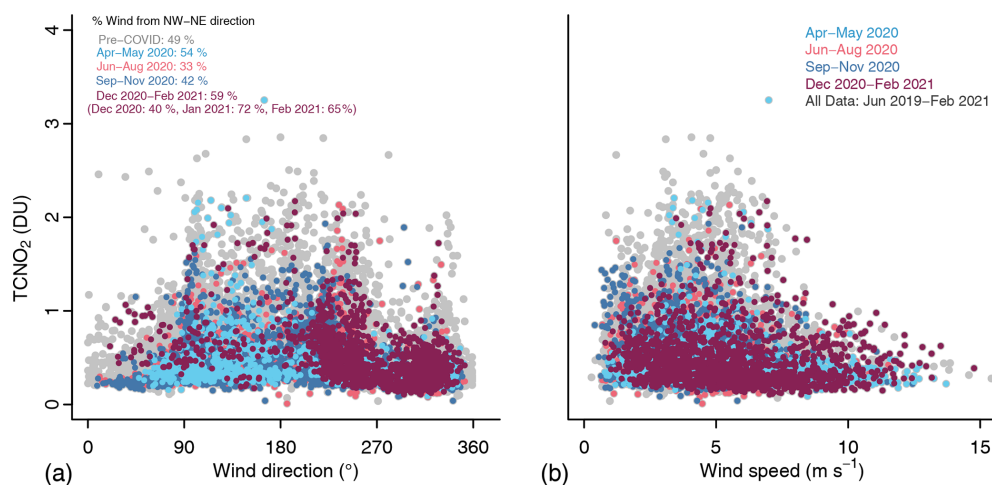 % Wind from NW−NE direction
Pre−COVID: 49 %
Apr−May 2020: 54 %
Jun−Aug 2020: 33 %
Sep−Nov 2020: 42 %
Dec 2020−Feb 2021: 59 %
(Dec 2020: 40 %, Jan 2021: 72 %, Feb 2021: 65%)
TCNO2 (DU)
4
3
2
1
0
0 90 180 270 360
(a) Wind direction (°)
Apr−May 2020
Jun−Aug 2020
Sep−Nov 2020
Dec 2020−Feb 2021
All Data: Jun 2019−Feb 2021
0 5 10 15
(b) Wind speed (m s−1)